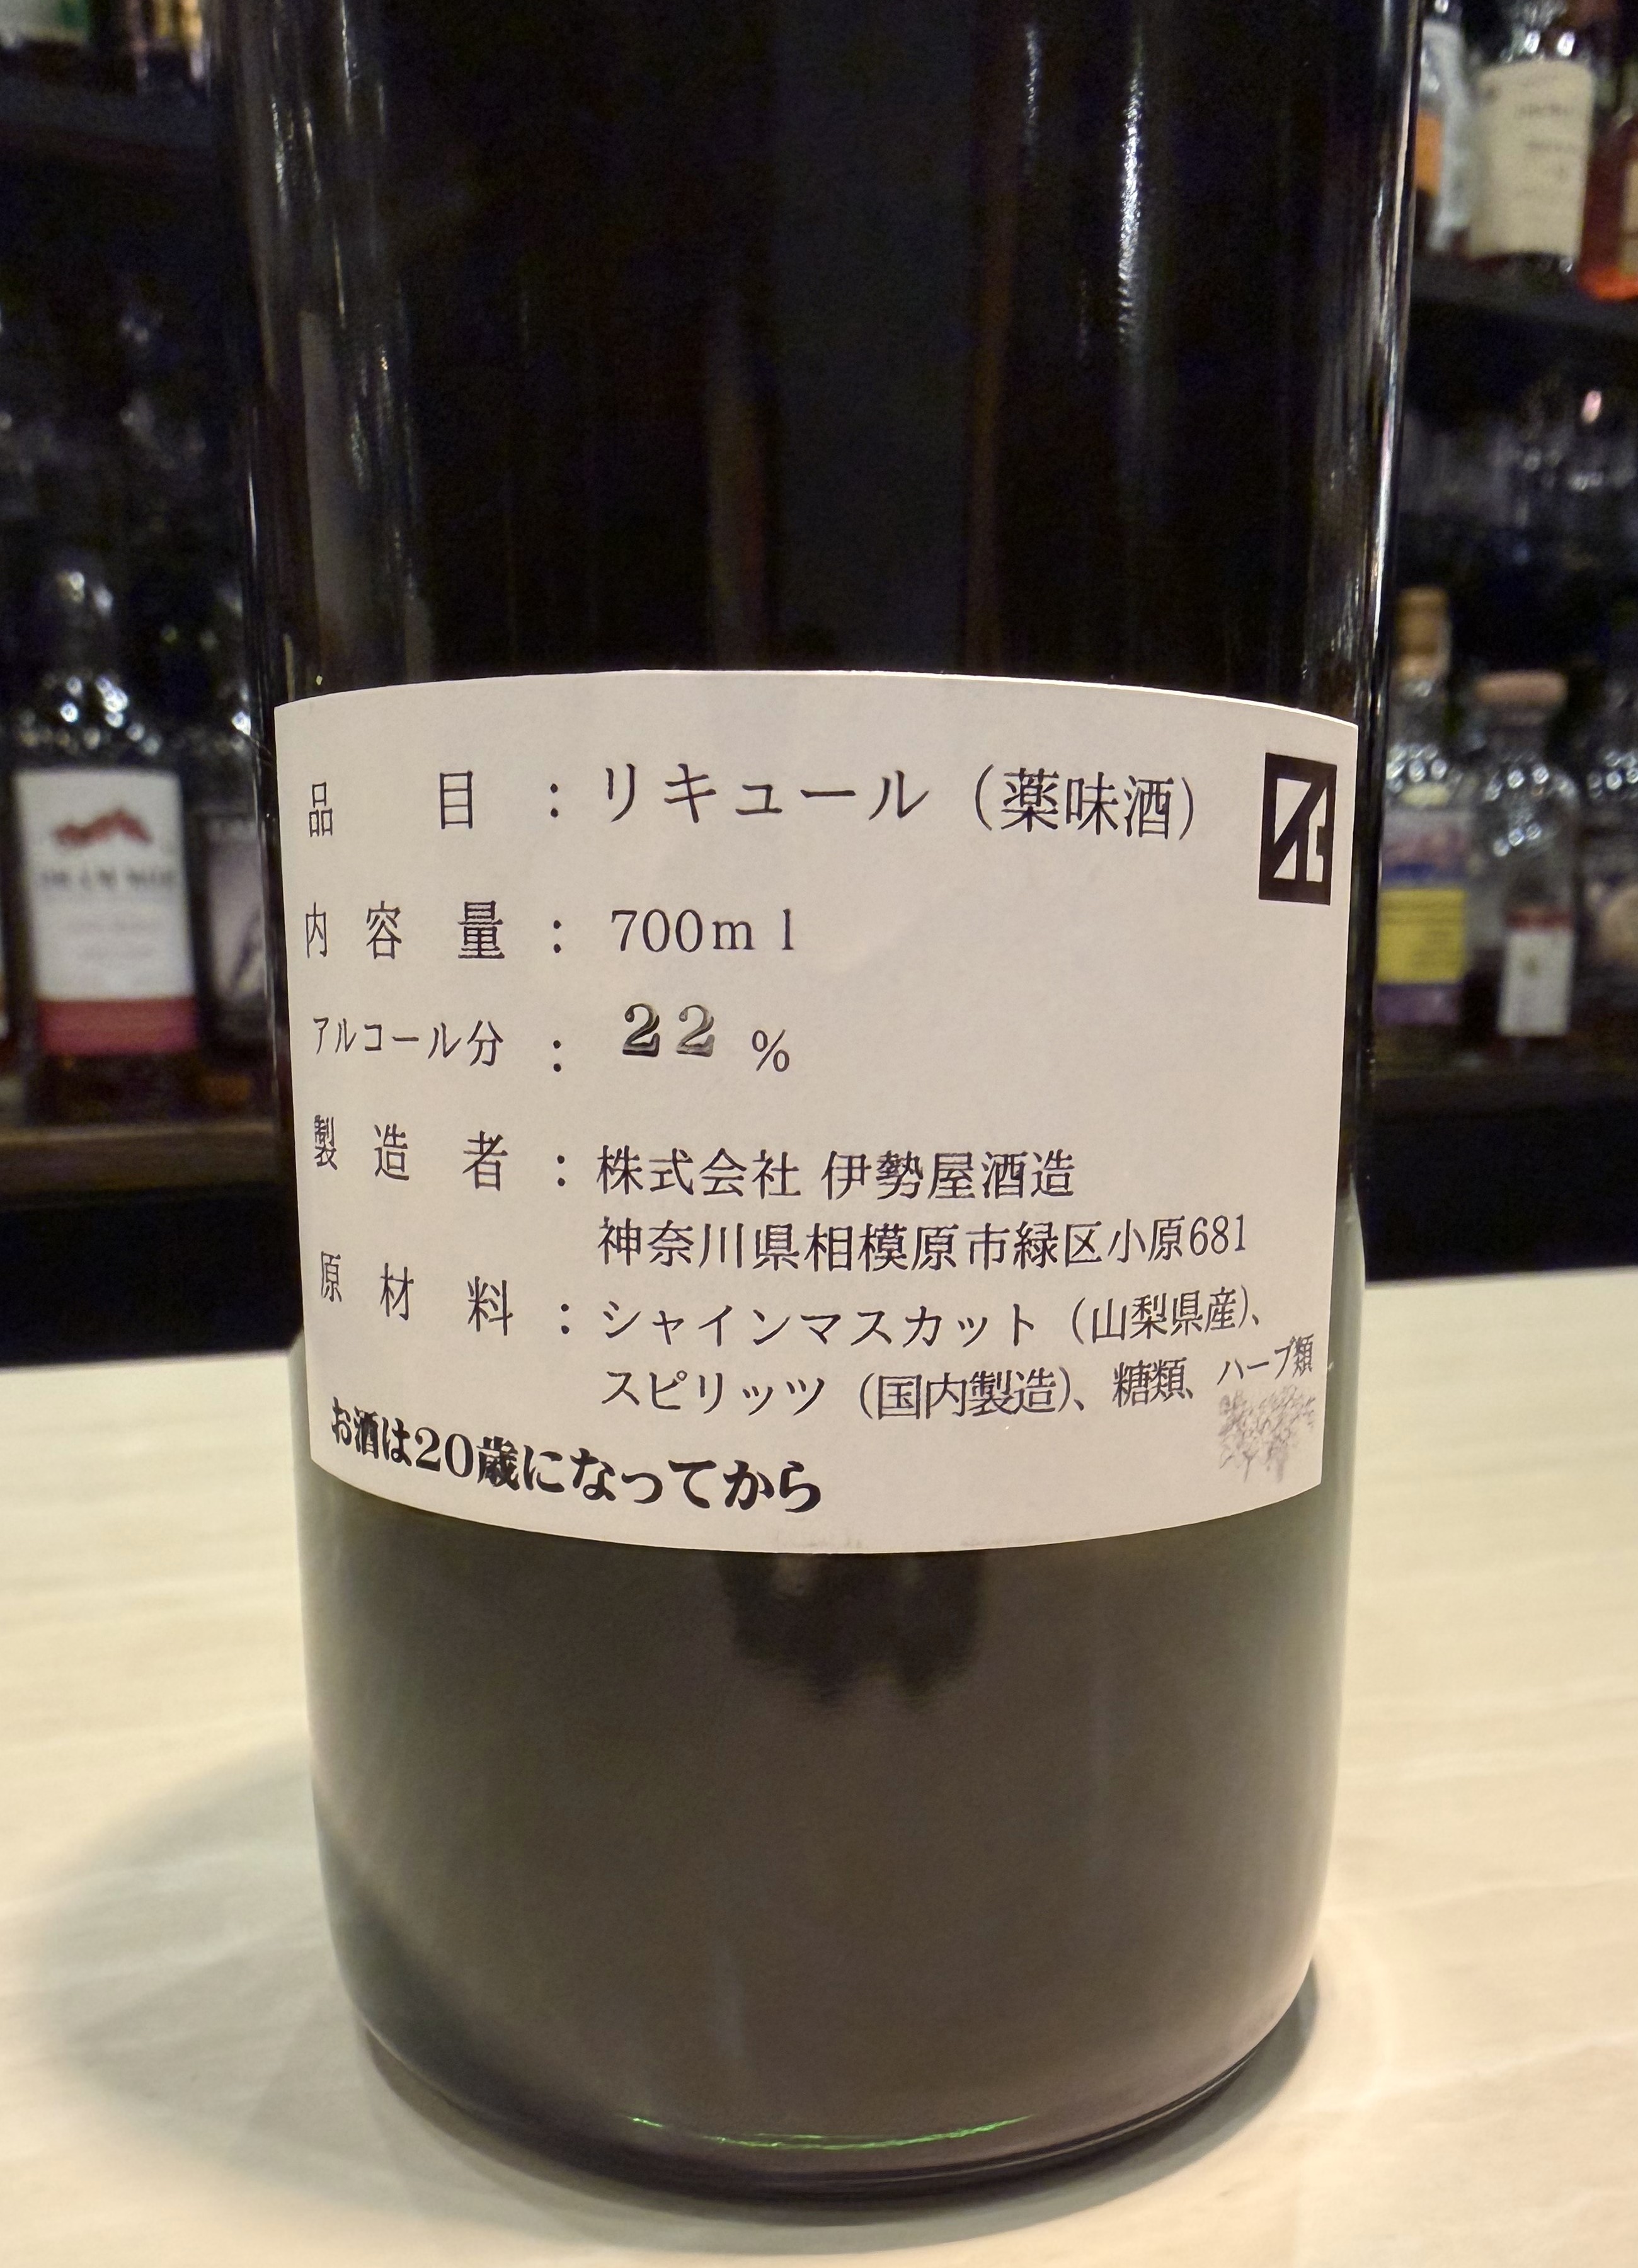 品目：リキュール（薬味酒）
内容量：700ml
アルコール分：22％
製造者：株式会社 伊勢屋酒造
神奈川県相模原市緑区小原681
原材料：シャインマスカット（山梨県産）、
スピリッツ（国内製造）、糖類、ハーブ類
お酒は20歳になってから